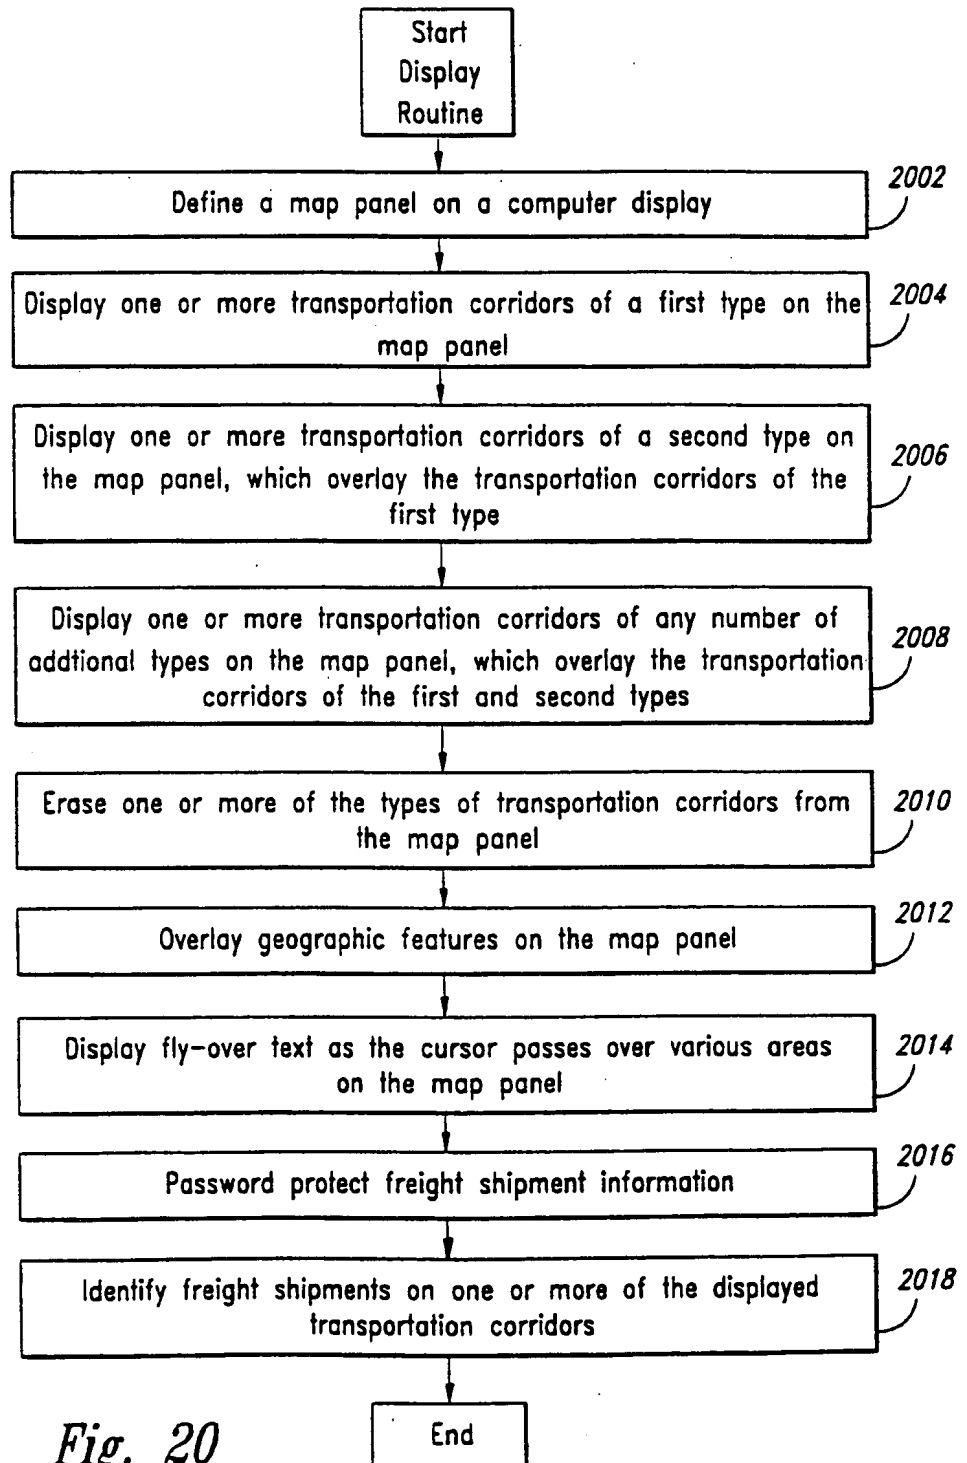 Start
Display
Routine
2002
Define a map panel on a computer display
2004
Display one or more transportation corridors of a first type on the
map panel
2006
Display one or more transportation corridors of a second type on
the map panel, which overlay the transportation corridors of the
first type
2008
Display one or more transportation corridors of any number of
addtional types on the map panel, which overlay the transportation
corridors of the first and second types
2010
Erase one or more of the types of transportation corridors from
the map panel
2012
Overlay geographic features on the map panel
2014
Display fly-over text as the cursor passes over various areas
on the map panel
2016
Password protect freight shipment information
2018
Identify freight shipments on one or more of the displayed
transportation corridors
End
Fig. 20